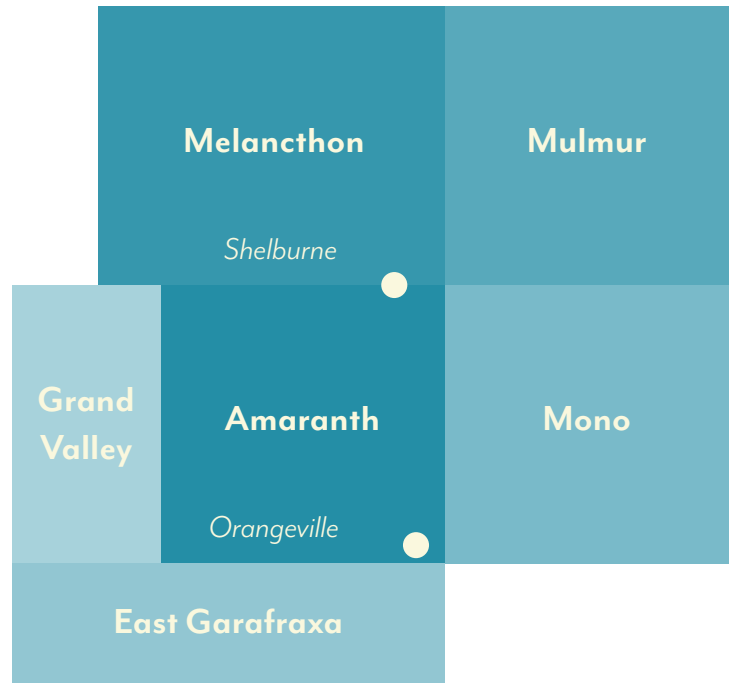 Melancthon
Mulmur
Shelburne
Grand
Valley
Amaranth
Mono
Orangeville
East Garafraxa